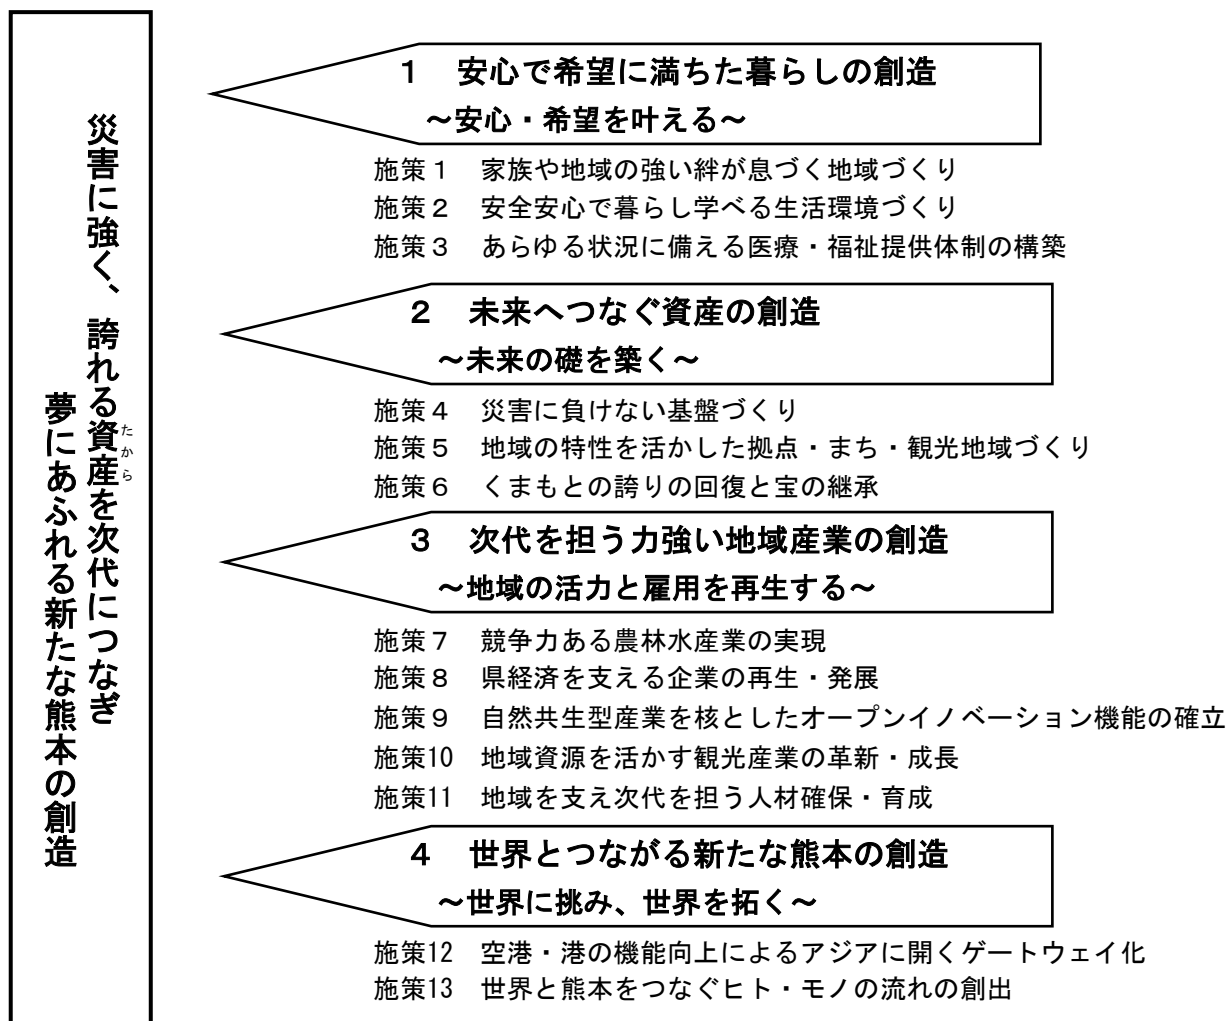 災害に強く、誇れる資産を次代につなぎ
たから
夢にあふれる新たな熊本の創造
1 安心で希望に満ちた暮らしの創造
~安心・希望を叶える~
施策1 家族や地域の強い絆が息づく地域づくり
施策2 安全安心で暮らし学べる生活環境づくり
施策3 あらゆる状況に備える医療・福祉提供体制の構築
2 未来へつなぐ資産の創造
~未来の礎を築く~
施策4 災害に負けない基盤づくり
施策5 地域の特性を活かした拠点・まち・観光地域づくり
施策6 くまもとの誇りの回復と宝の継承
3 次代を担う力強い地域産業の創造
~地域の活力と雇用を再生する~
施策7 競争力ある農林水産業の実現
施策8 県経済を支える企業の再生・発展
施策9 自然共生型産業を核としたオープンイノベーション機能の確立
施策10 地域資源を活かす観光産業の革新・成長
施策11 地域を支え次代を担う人材確保・育成
4 世界とつながる新たな熊本の創造
~世界に挑み、世界を拓く~
施策12 空港・港の機能向上によるアジアに開くゲートウェイ化
施策13 世界と熊本をつなぐヒト・モノの流れの創出